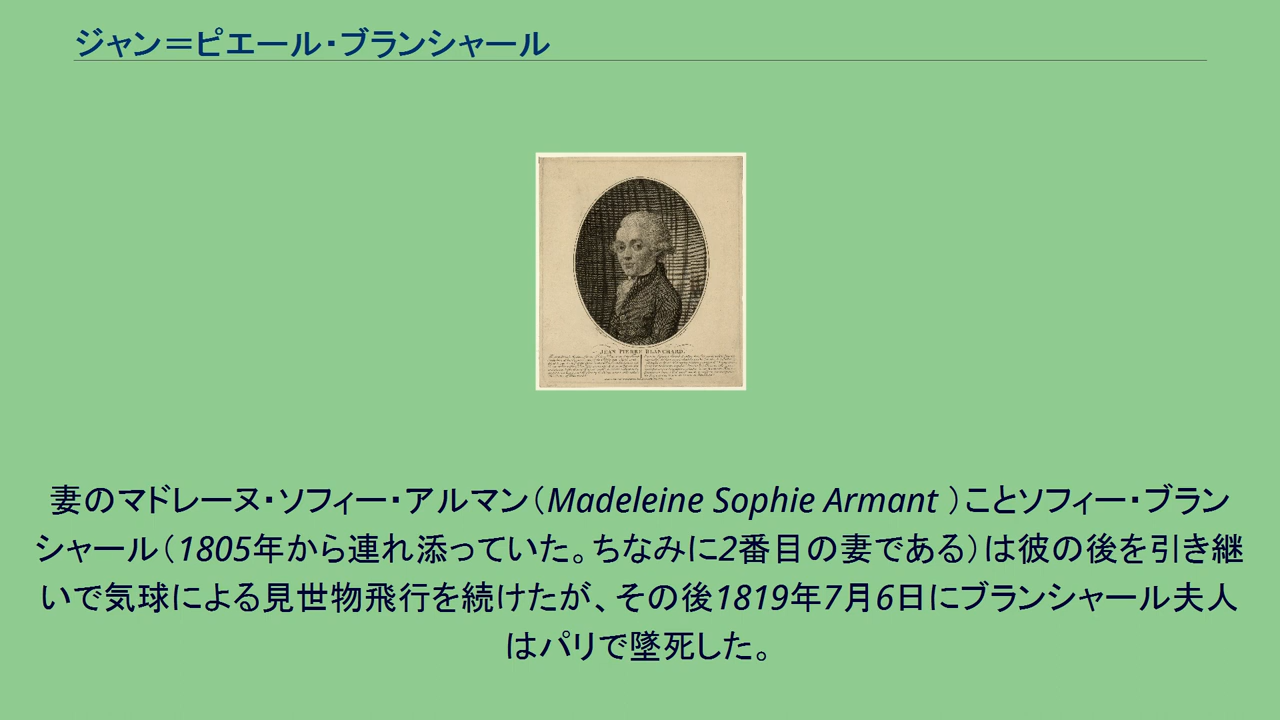 ジャン＝ピエール・ブランシャール
JEAN PIERRE BLANCHARD.
妻のマドレーヌ・ソフィー・アルマン（Madeleine Sophie Armant ）ことソフィー・ブラン
シャール（1805年から連れ添っていた。ちなみに2番目の妻である）は彼の後を引き継
いで気球による見世物飛行を続けたが、その後1819年7月6日にブランシャール夫人
はパリで墜死した。